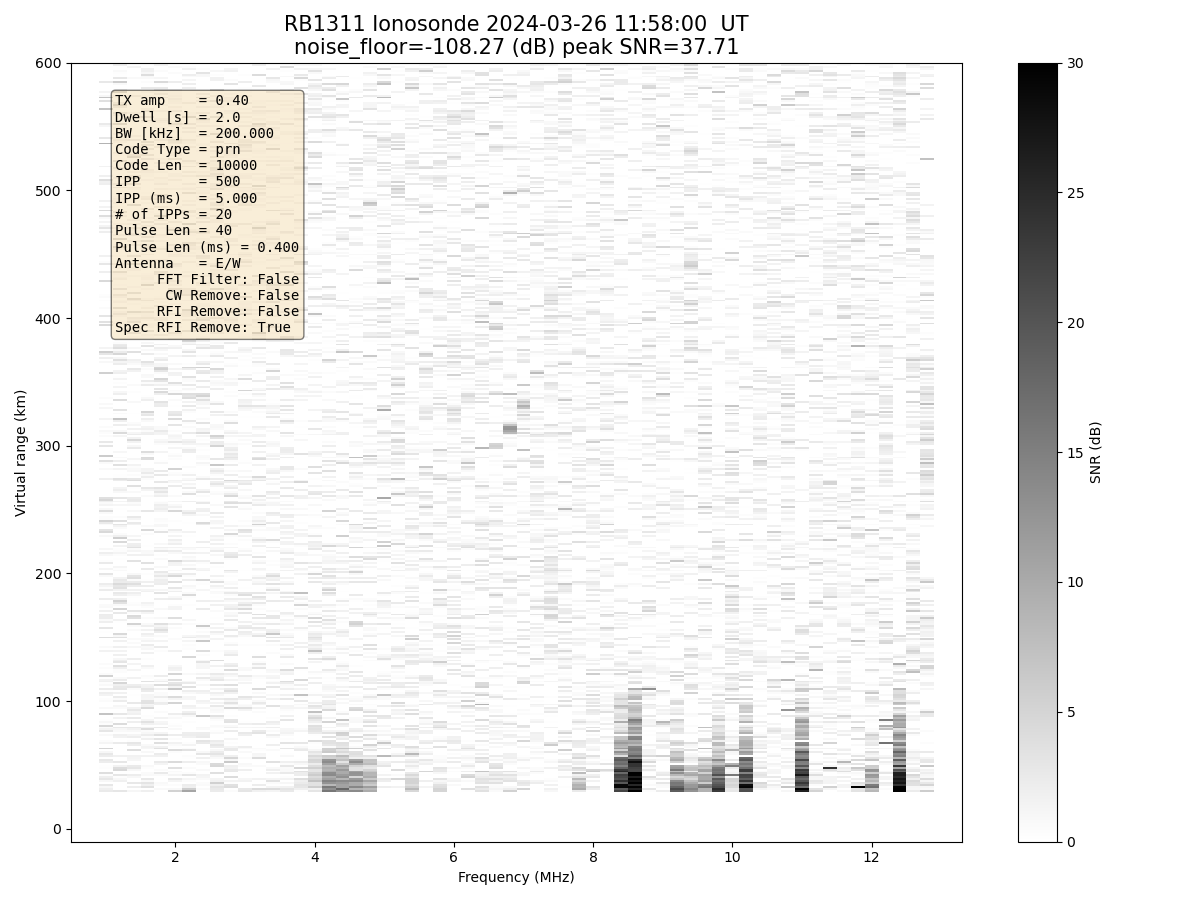 RB1311 Ionosonde 2024-03-26 11:58:00  UT
noise_floor=-108.27 (dB) peak SNR=37.71
TX amp    = 0.40
Dwell [s] = 2.0
BW [kHz]  = 200.000
Code Type = prn
Code Len  = 10000
IPP       = 500
IPP (ms)  = 5.000
# of IPPs = 20
Pulse Len = 40
Pulse Len (ms) = 0.400
Antenna   = E/W
FFT Filter: False
CW Remove: False
RFI Remove: False
Spec RFI Remove: True
Virtual range (km)
600
500
400
300
200
100
0
2 4 6 8 10 12
Frequency (MHz)
30
25
20
15
10
5
0
SNR (dB)